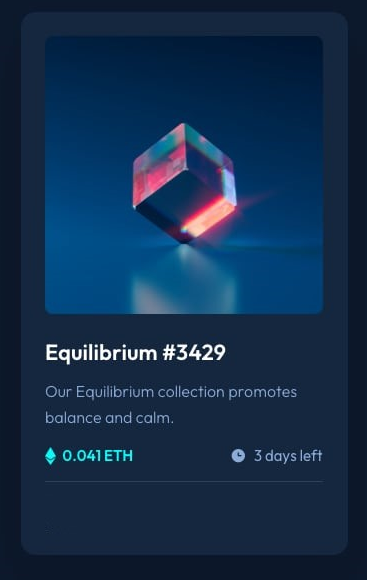 Equilibrium #3429
Our Equilibrium collection promotes
balance and calm.
0.041 ETH
3 days left